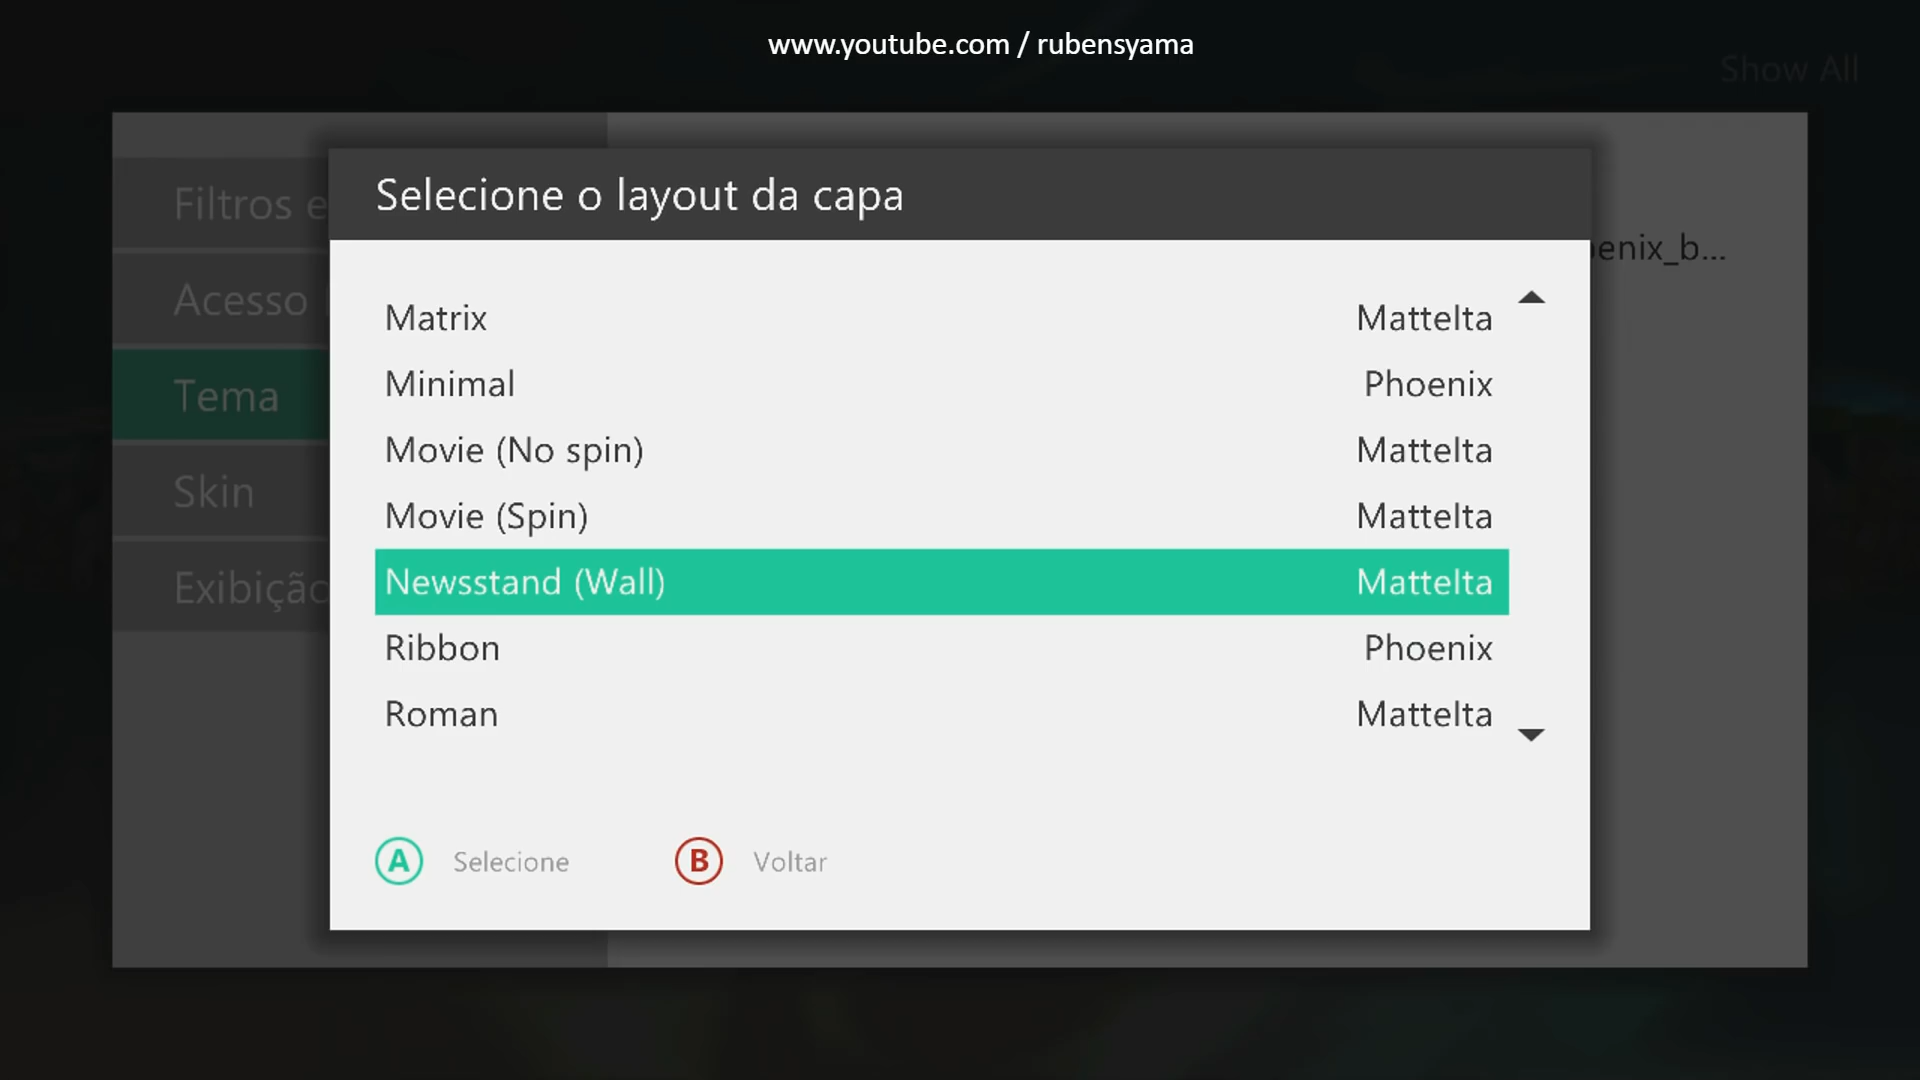 www.youtube.com / rubensyama
Show All
Selecione o layout da capa
Filtros e
Acesso
Tema
Skin
Exibição
enix_b...
Matrix Mattelta
Minimal Phoenix
Movie (No spin) Mattelta
Movie (Spin) Mattelta
Newsstand (Wall) Mattelta
Ribbon Phoenix
Roman Mattelta
A Selecione B Voltar